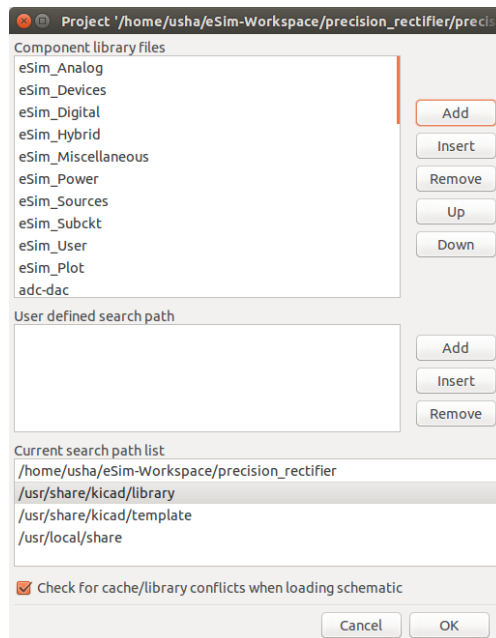 Project '/home/usha/eSim-Workspace/precision_rectifier/precis
Component library files
eSim_Analog
eSim_Devices
eSim_Digital
eSim_Hybrid
eSim_Miscellaneous
eSim_Power
eSim_Sources
eSim_Subckt
eSim_User
eSim_Plot
adc-dac
Add
Insert
Remove
Up
Down
User defined search path
Add
Insert
Remove
Current search path list
/home/usha/eSim-Workspace/precision_rectifier
/usr/share/kicad/library
/usr/share/kicad/template
/usr/local/share
Check for cache/library conflicts when loading schematic
Cancel
OK